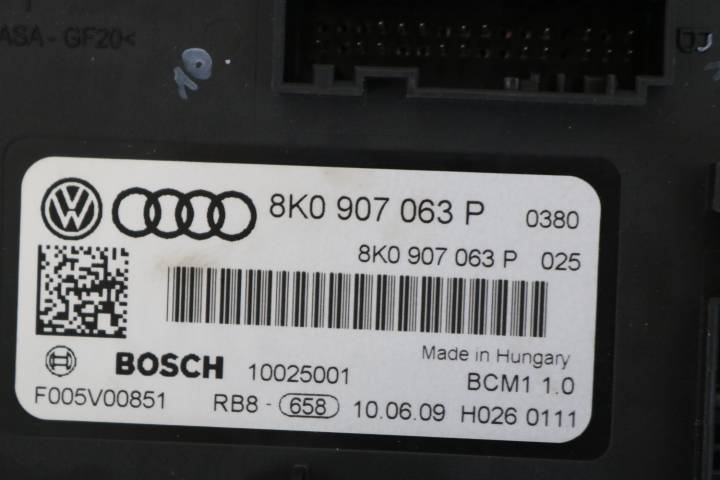 ASA - GF20<
8K0 907 063 P 0380
8K0 907 063 P 025
BOSCH 10025001
Made in Hungary
BCM1 1.0
F005V00851 RB8 - 658 10.06.09 H026 0111